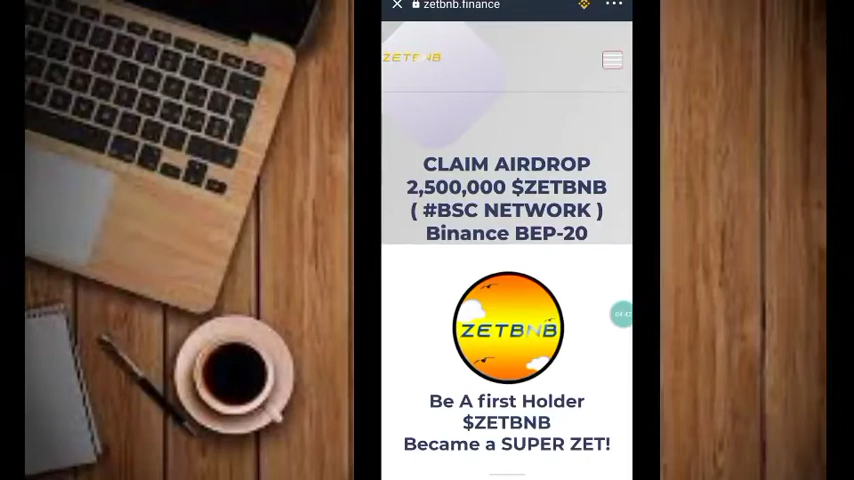 zetbnb.finance
ZETBNB
CLAIM AIRDROP
2,500,000 $ZETBNB
( #BSC NETWORK )
Binance BEP-20
ZETBNB
Be A first Holder
$ZETBNB
Became a SUPER ZET!